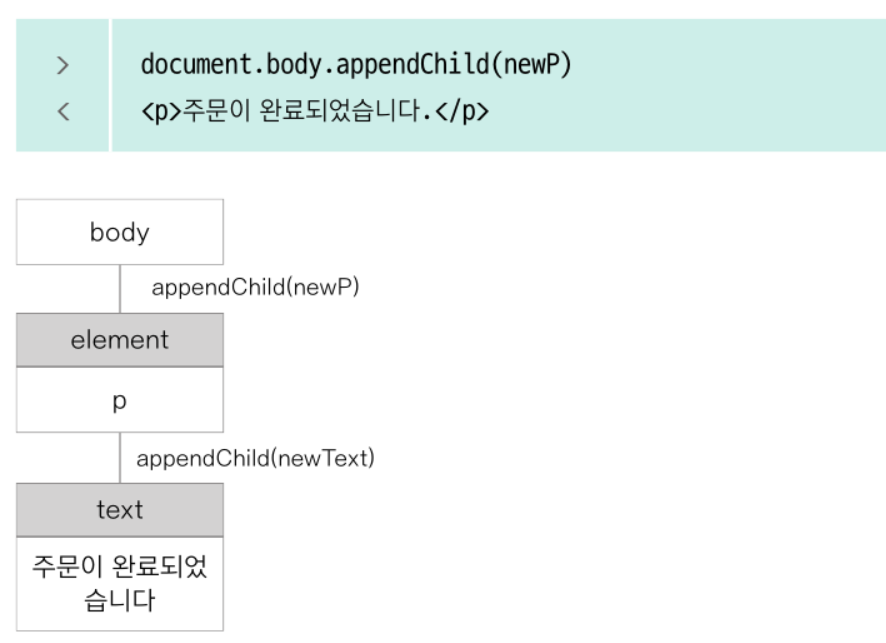 > document.body.appendChild(newP)
< <p>주문이 완료되었습니다.</p>
body
appendChild(newP)
element
p
appendChild(newText)
text
주문이 완료되었
습니다